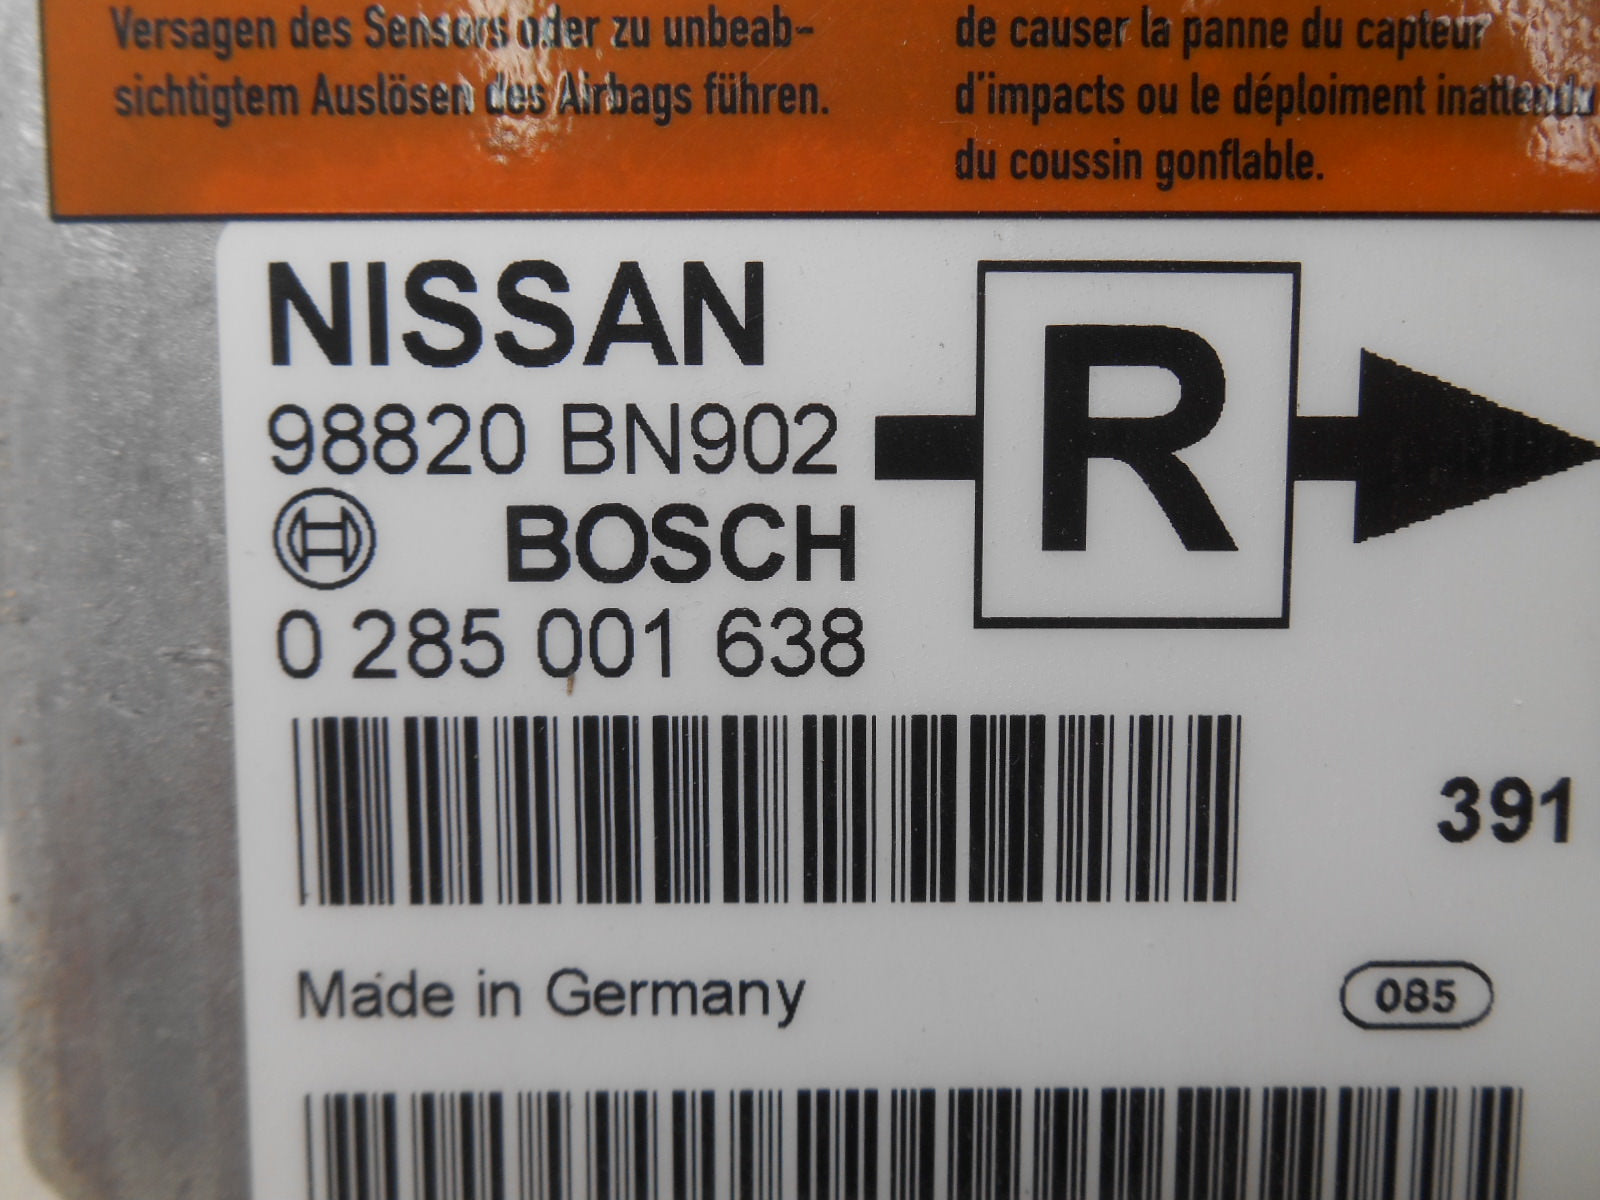 Versagen des Sensors oder zu unbeab-
sichtigtem Auslösen des Airbags führen.
de causer la panne du capteur
d'impacts ou le déploiment inattendu
du coussin gonflable.
NISSAN
98820 BN902
R
BOSCH
0 285 001 638
391
Made in Germany
085